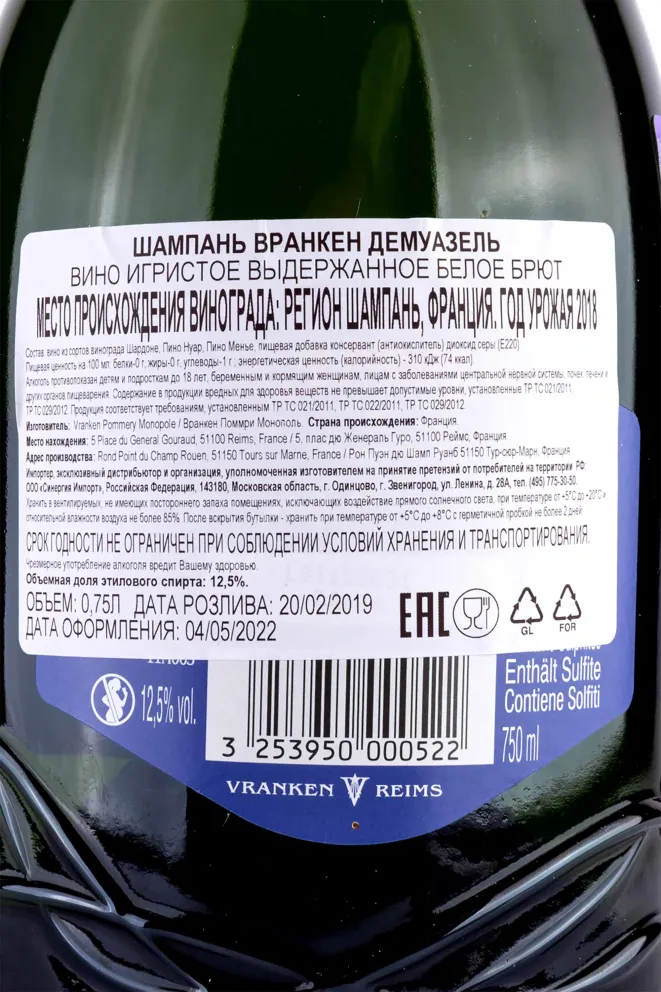 ШАМПАНЬ ВРАНКЕН ДЕМУАЗЕЛЬ
ВИНО ИГРИСТОЕ ВЫДЕРЖАННОЕ БЕЛОЕ БРЮТ
МЕСТО ПРОИСХОЖДЕНИЯ ВИНОГРАДА: РЕГИОН ШАМПАНЬ, ФРАНЦИЯ. ГОД УРОЖАЯ 2018
Состав: вино из сортов винограда Шардоне, Пино Нуар, Пино Менье, пищевая добавка консервант (антиокислитель) диоксид серы (Е220)
Пищевая ценность на 100 мл: белки-0 г, жиры-0 г, углеводы-1 г; энергетическая ценность (калорийность) - 310 кДж (74 ккал).
Алкоголь противопоказан детям и подросткам до 18 лет, беременным и кормящим женщинам, лицам с заболеваниями центральной нервной системы, почек, печени и
других органов пищеварения. Содержание в продукции вредных для здоровья веществ не превышает допустимые уровни, установленные ТР ТС 021/2011,
ТР ТС 029/2012. Продукция соответствует требованиям, установленным ТР ТС 021/2011, ТР ТС 022/2011, ТР ТС 029/2012.
Изготовитель: Vranken Pommery Monopole / Вранкен Поммри Монополь. Страна происхождения: Франция.
Место нахождения: 5 Place du General Gouraud, 51100 Reims, France / 5, плас дю Женераль Гуро, 51100 Реймс, Франция
Адрес производства: Rond Point du Champ Rouen, 51150 Tours sur Marne, France / Рон Пуэн дю Шамп Руанб 51150 Тур-сюр-Марн, Франция
Импортер, эксклюзивный дистрибьютор и организация, уполномоченная изготовителем на принятие претензий от потребителей на территории РФ:
ООО «Синергия Импорт», Российская Федерация, 143180, Московская область, г. Одинцово, г. Звенигород, ул. Ленина, д. 28А, тел. (495) 775-30-50.
Хранить в вентилируемых, не имеющих постороннего запаха помещениях, исключающих воздействие прямого солнечного света, при температуре от +5°С до +20°С и
относительной влажности воздуха не более 85%. После вскрытия бутылки - хранить при температуре от +5°С до +8°С с герметичной пробкой не более 2 дней
СРОК ГОДНОСТИ НЕ ОГРАНИЧЕН ПРИ СОБЛЮДЕНИИ УСЛОВИЙ ХРАНЕНИЯ И ТРАНСПОРТИРОВАНИЯ.
Чрезмерное употребление алкоголя вредит Вашему здоровью.
Объемная доля этилового спирта: 12,5%.
ОБЪЕМ: 0,75Л ДАТА РОЗЛИВА: 20/02/2019
ДАТА ОФОРМЛЕНИЯ: 04/05/2022
EAC
GL
FOR
Enthält Sulfite
Contiene Solfiti
12,5% vol.
750 ml
3 253950 000522
VRANKEN REIMS